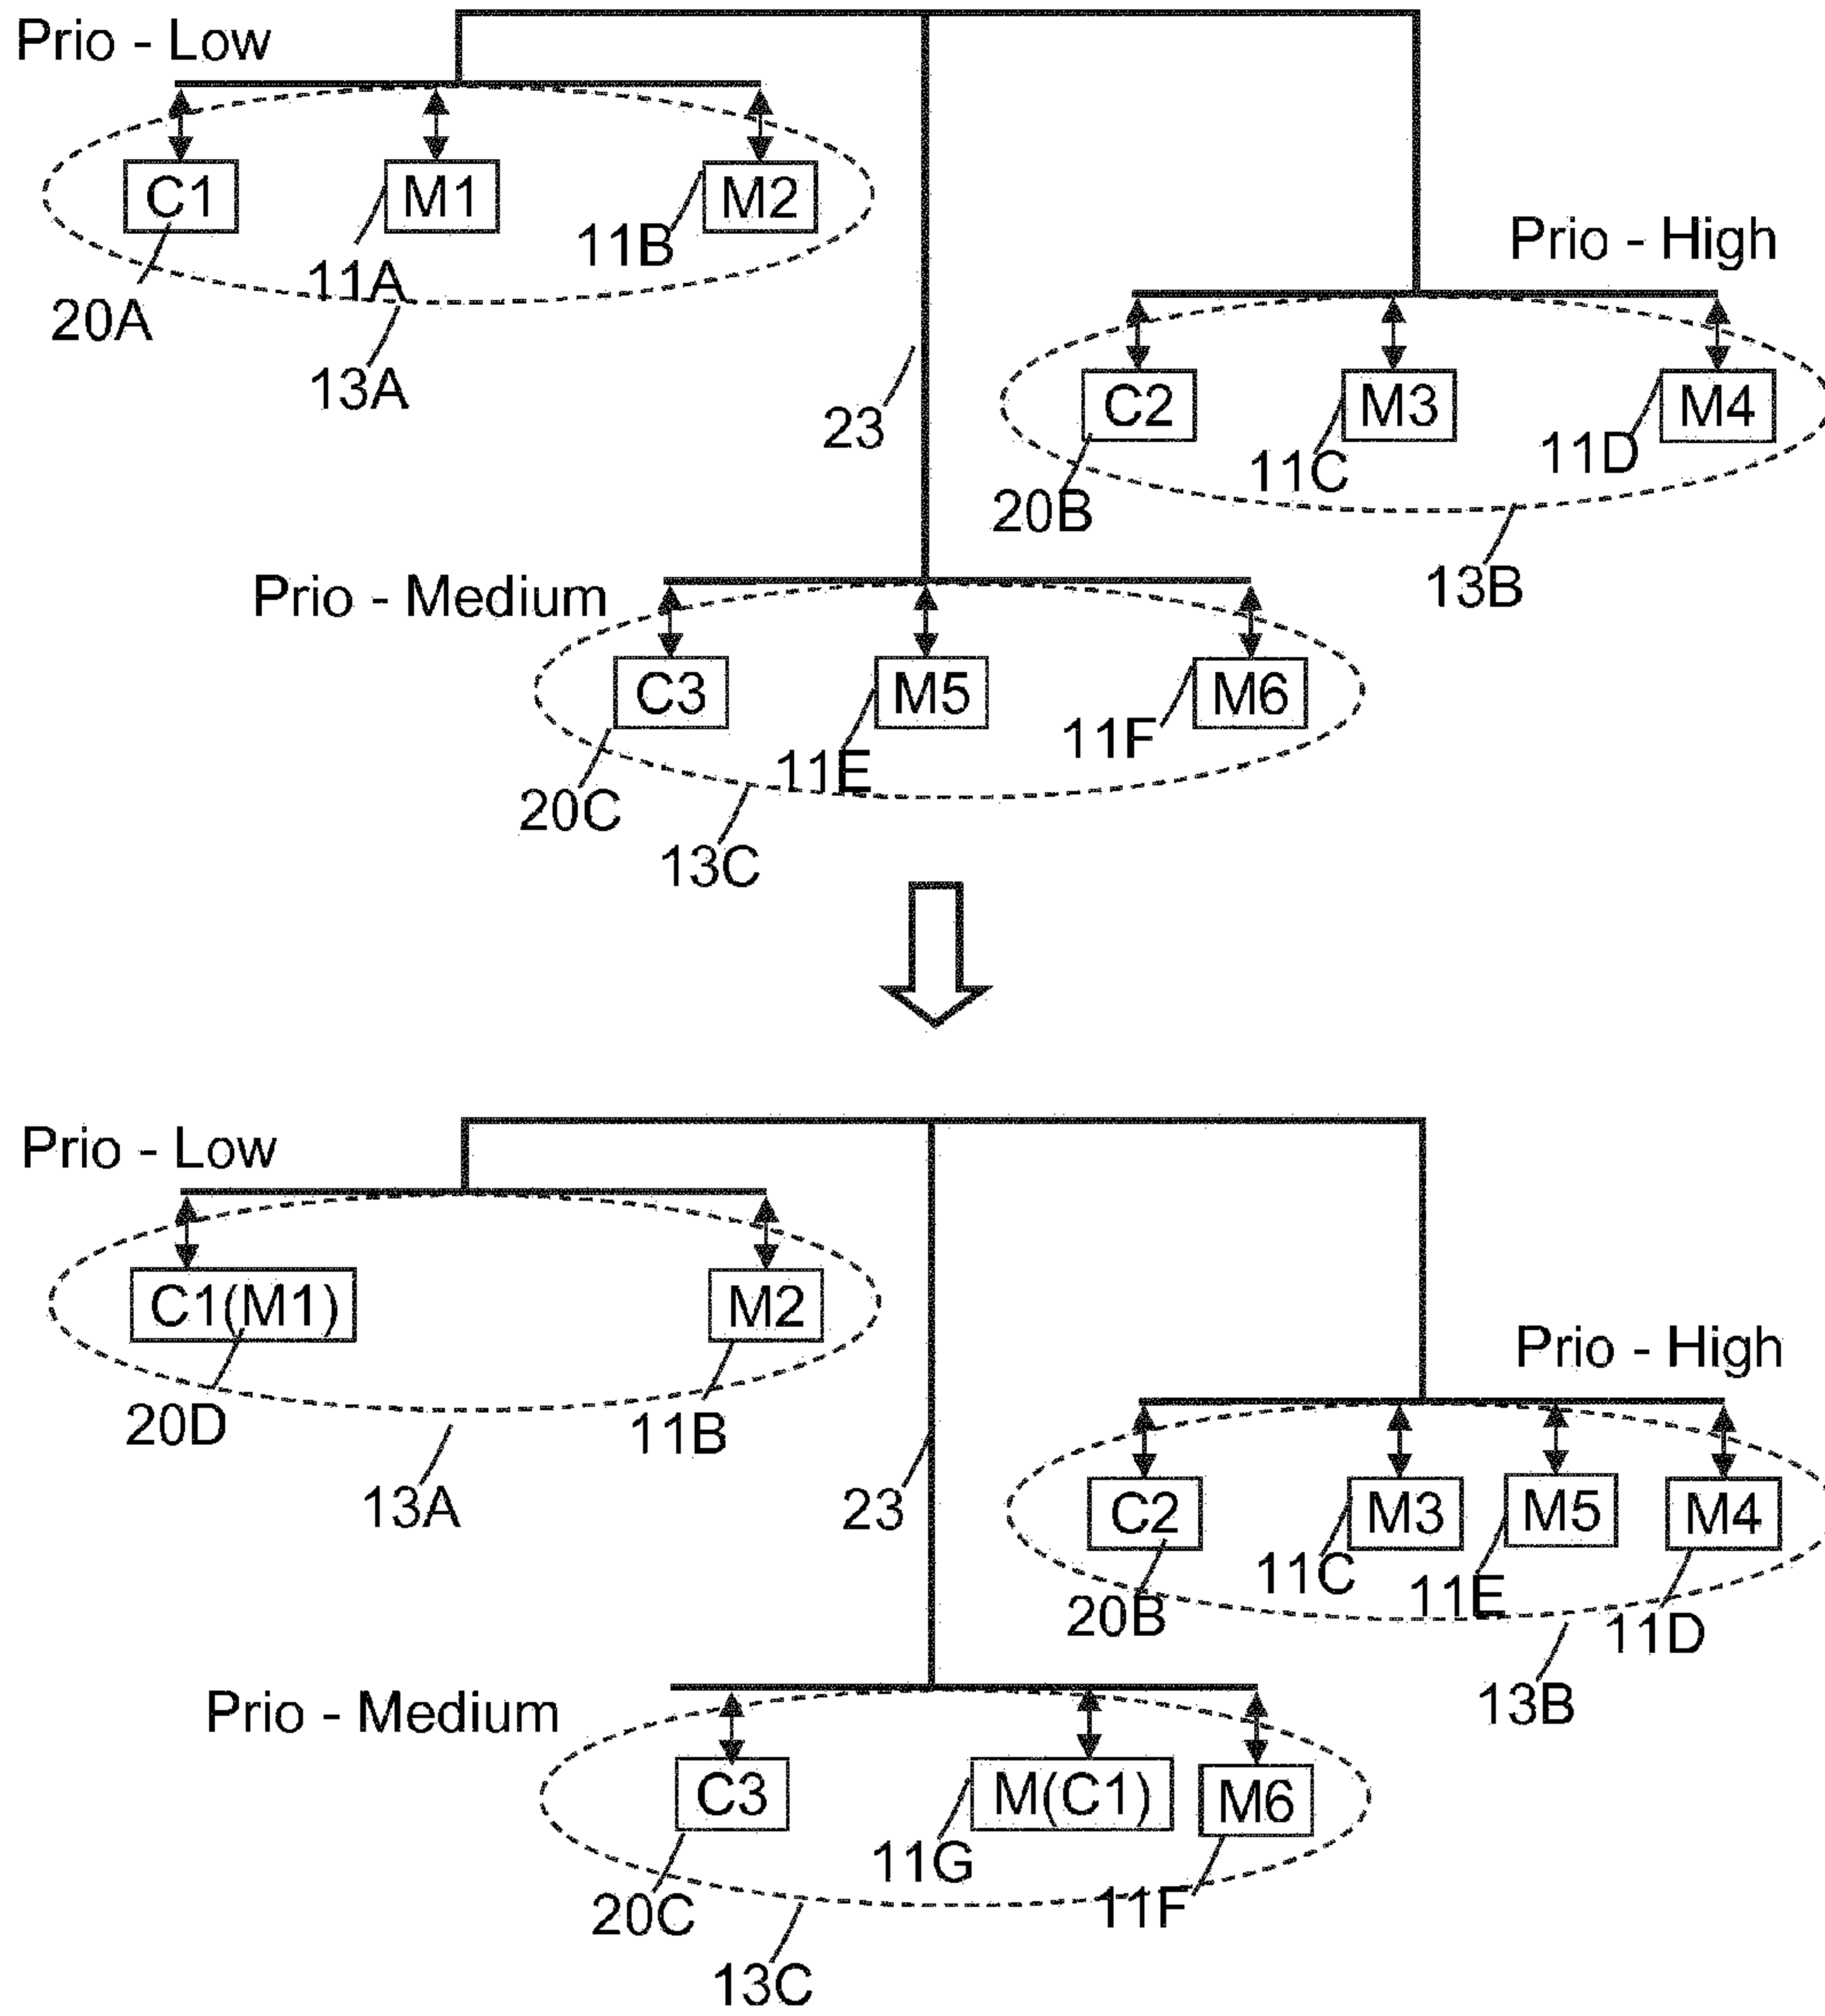 Prio - Low
C1
M1
M2
11A
11B
20A
13A
23
Prio - High
C2
M3
M4
11C
11D
20B
13B
Prio - Medium
C3
M5
M6
11E
11F
20C
13C
Prio - Low
C1(M1)
M2
20D
11B
13A
23
Prio - High
C2
M3
M5
M4
11C
11E
20B
11D
13B
Prio - Medium
C3
M(C1)
M6
11G
20C
11F
13C